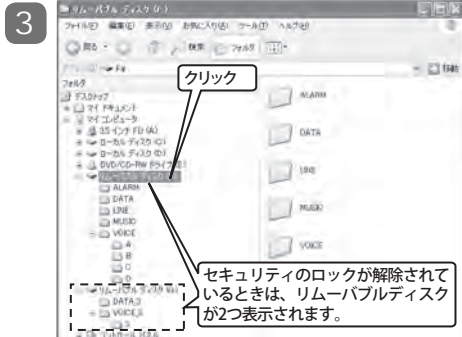 3
リムーバブル ディスク (F:)
ファイル(F) 編集(E) 表示(V) お気に入り(A) ツール(T) ヘルプ(H)
戻る 検索 フォルダ
F:¥ 移動
フォルダ
デスクトップ
マイ ドキュメント
マイ コンピュータ
3.5 インチ FD (A:)
ローカル ディスク (C:)
ローカル ディスク (D:)
DVD/CD-RW ドライブ (E:)
リムーバブル ディスク
ALARM
DATA
LINE
MUSIC
VOICE
A
B
C
D
リムーバブル ディスク (G:)
DATA_S
VOICE_S
S
コントロール パネル
クリック
ALARM
DATA
LINE
MUSIC
VOICE
セキュリティのロックが解除されて
いるときは、リムーバブルディスク
が2つ表示されます。